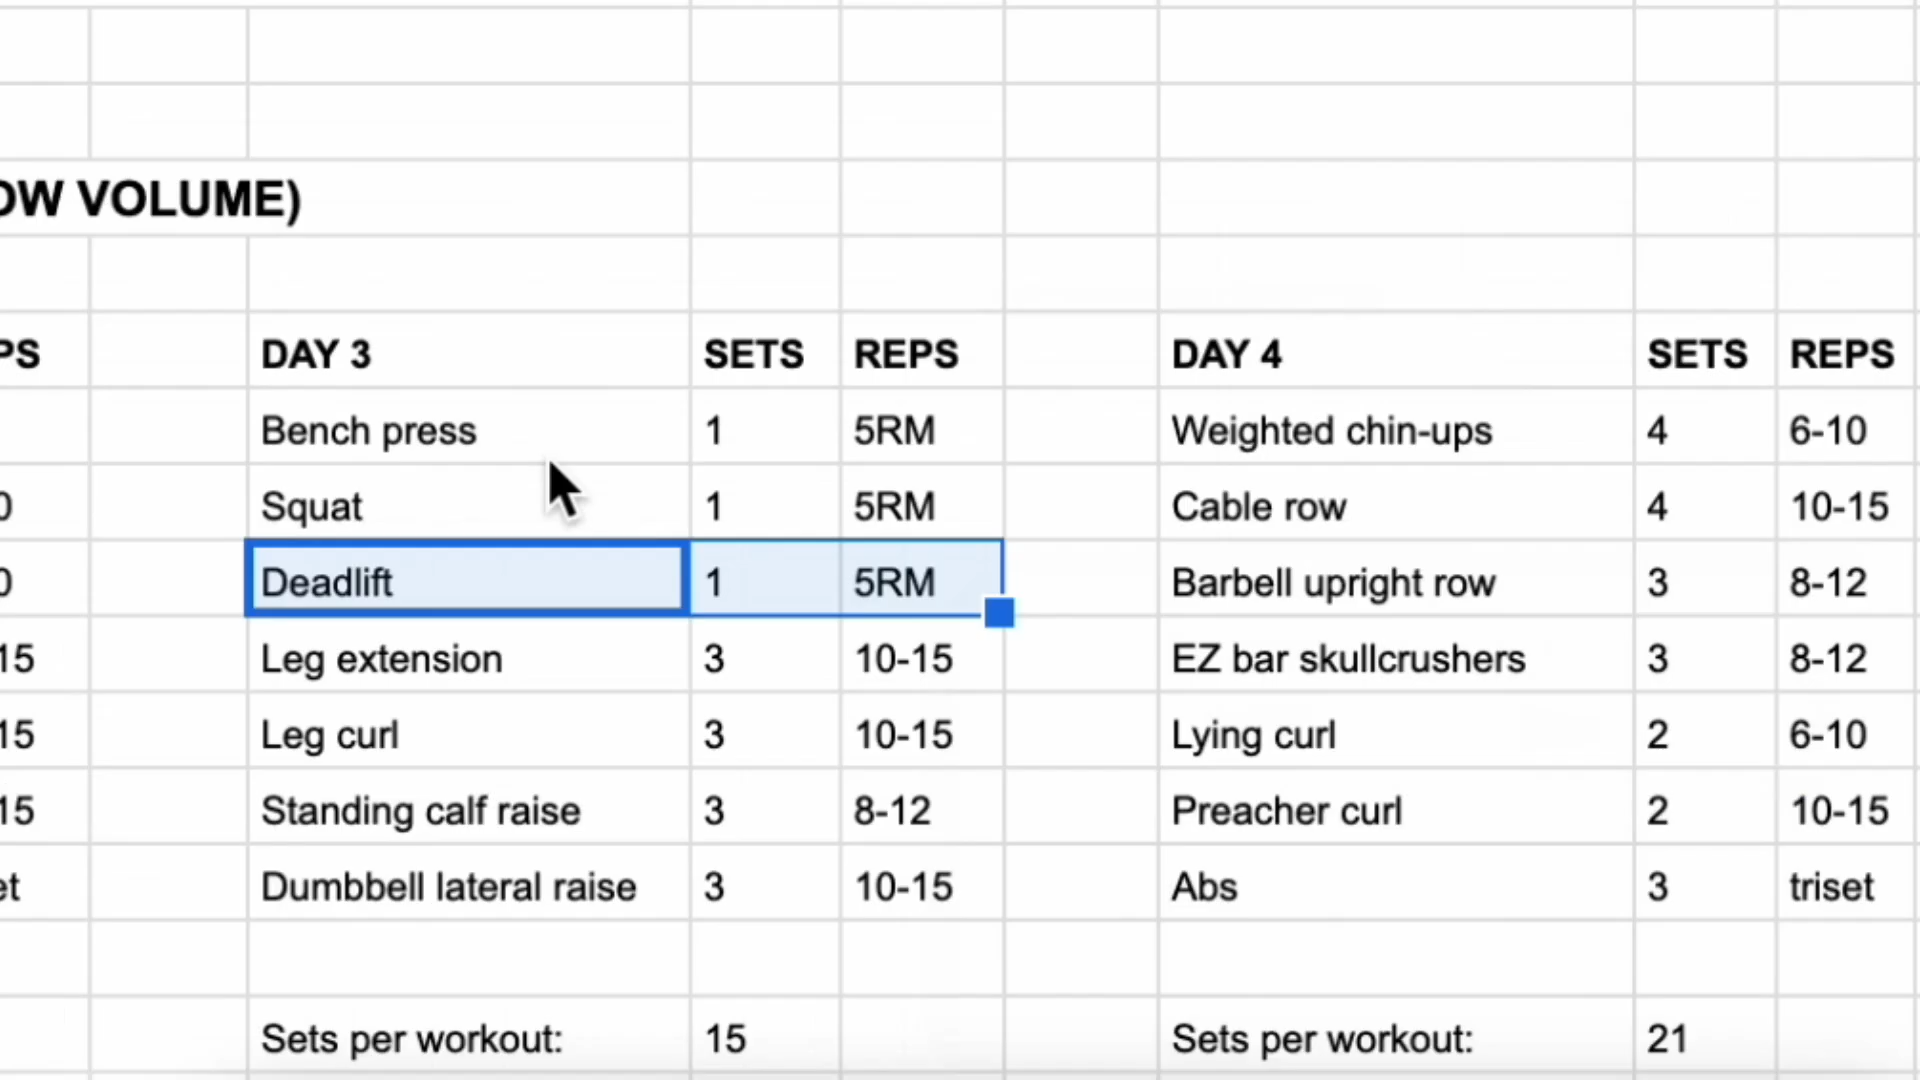 OW VOLUME)
PS DAY 3 SETS REPS DAY 4 SETS REPS
Bench press 1 5RM Weighted chin-ups 4 6-10
0 Squat 1 5RM Cable row 4 10-15
0 Deadlift 1 5RM Barbell upright row 3 8-12
15 Leg extension 3 10-15 EZ bar skullcrushers 3 8-12
15 Leg curl 3 10-15 Lying curl 2 6-10
15 Standing calf raise 3 8-12 Preacher curl 2 10-15
et Dumbbell lateral raise 3 10-15 Abs 3 triset
Sets per workout: 15 Sets per workout: 21